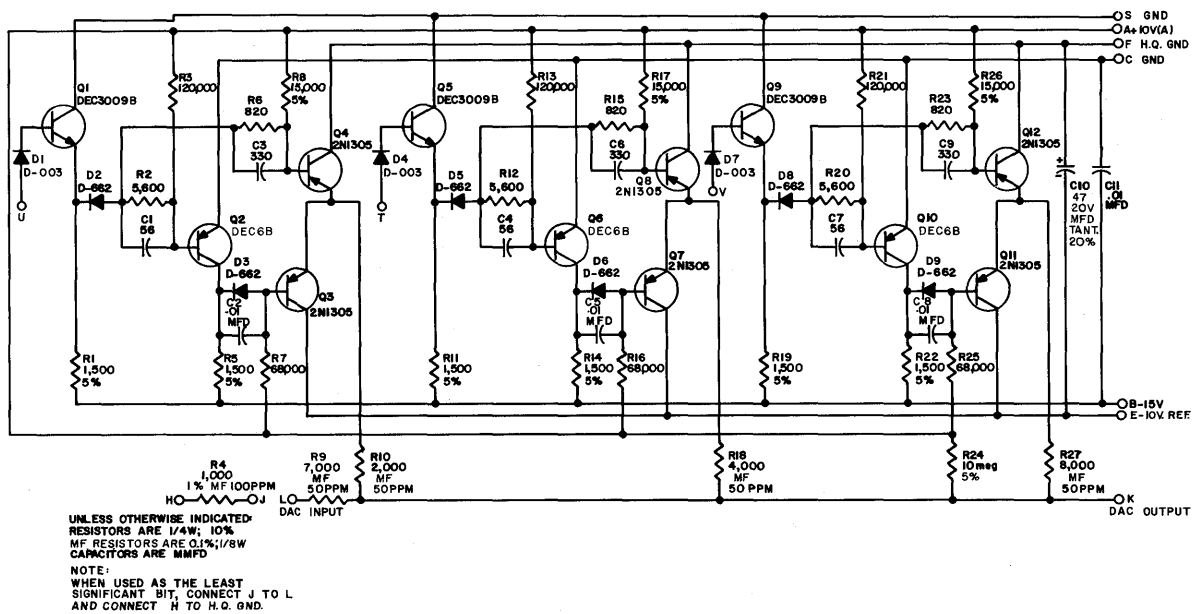 S GND
A+10V(A)
F H.Q. GND
C GND
Q1
DEC3009B
R3
120,000
R8
15,000
5%
R6
820
C3
330
Q4
2N1305
D1
D-003
U
D2
D-662
R2
5,600
C1
56
Q2
DEC6B
D3
D-662
C2
.01
MFD
Q3
2N1305
R1
1,500
5%
R5
1,500
5%
R7
68,000
Q5
DEC3009B
R13
120,000
R17
15,000
5%
R15
820
C6
330
Q8
2N1305
D4
D-003
T
D5
D-662
R12
5,600
C4
56
Q6
DEC6B
D6
D-662
C5
.01
MFD
Q7
2N1305
R11
1,500
5%
R14
1,500
5%
R16
68,000
Q9
DEC3009B
R21
120,000
R26
15,000
5%
R23
820
C9
330
Q12
2N1305
D7
D-003
V
D8
D-662
R20
5,600
C7
56
Q10
DEC6B
D9
D-662
C8
.01
MFD
Q11
2N1305
R19
1,500
5%
R22
1,500
5%
R25
68,000
C10
47
20V
MFD
TANT.
20%
C11
.01
MFD
B-15V
E-10V. REF.
R4
1,000
1% MF 100PPM
H J
R9
7,000
MF
50PPM
L
DAC INPUT
R10
2,000
MF
50PPM
R18
4,000
MF
50 PPM
R24
10 meg
5%
R27
8,000
MF
50PPM
K
DAC OUTPUT
UNLESS OTHERWISE INDICATED:
RESISTORS ARE 1/4W; 10%
MF RESISTORS ARE 0.1%; 1/8W
CAPACITORS ARE MMFD
NOTE:
WHEN USED AS THE LEAST
SIGNIFICANT BIT, CONNECT J TO L
AND CONNECT H TO H.Q. GND.